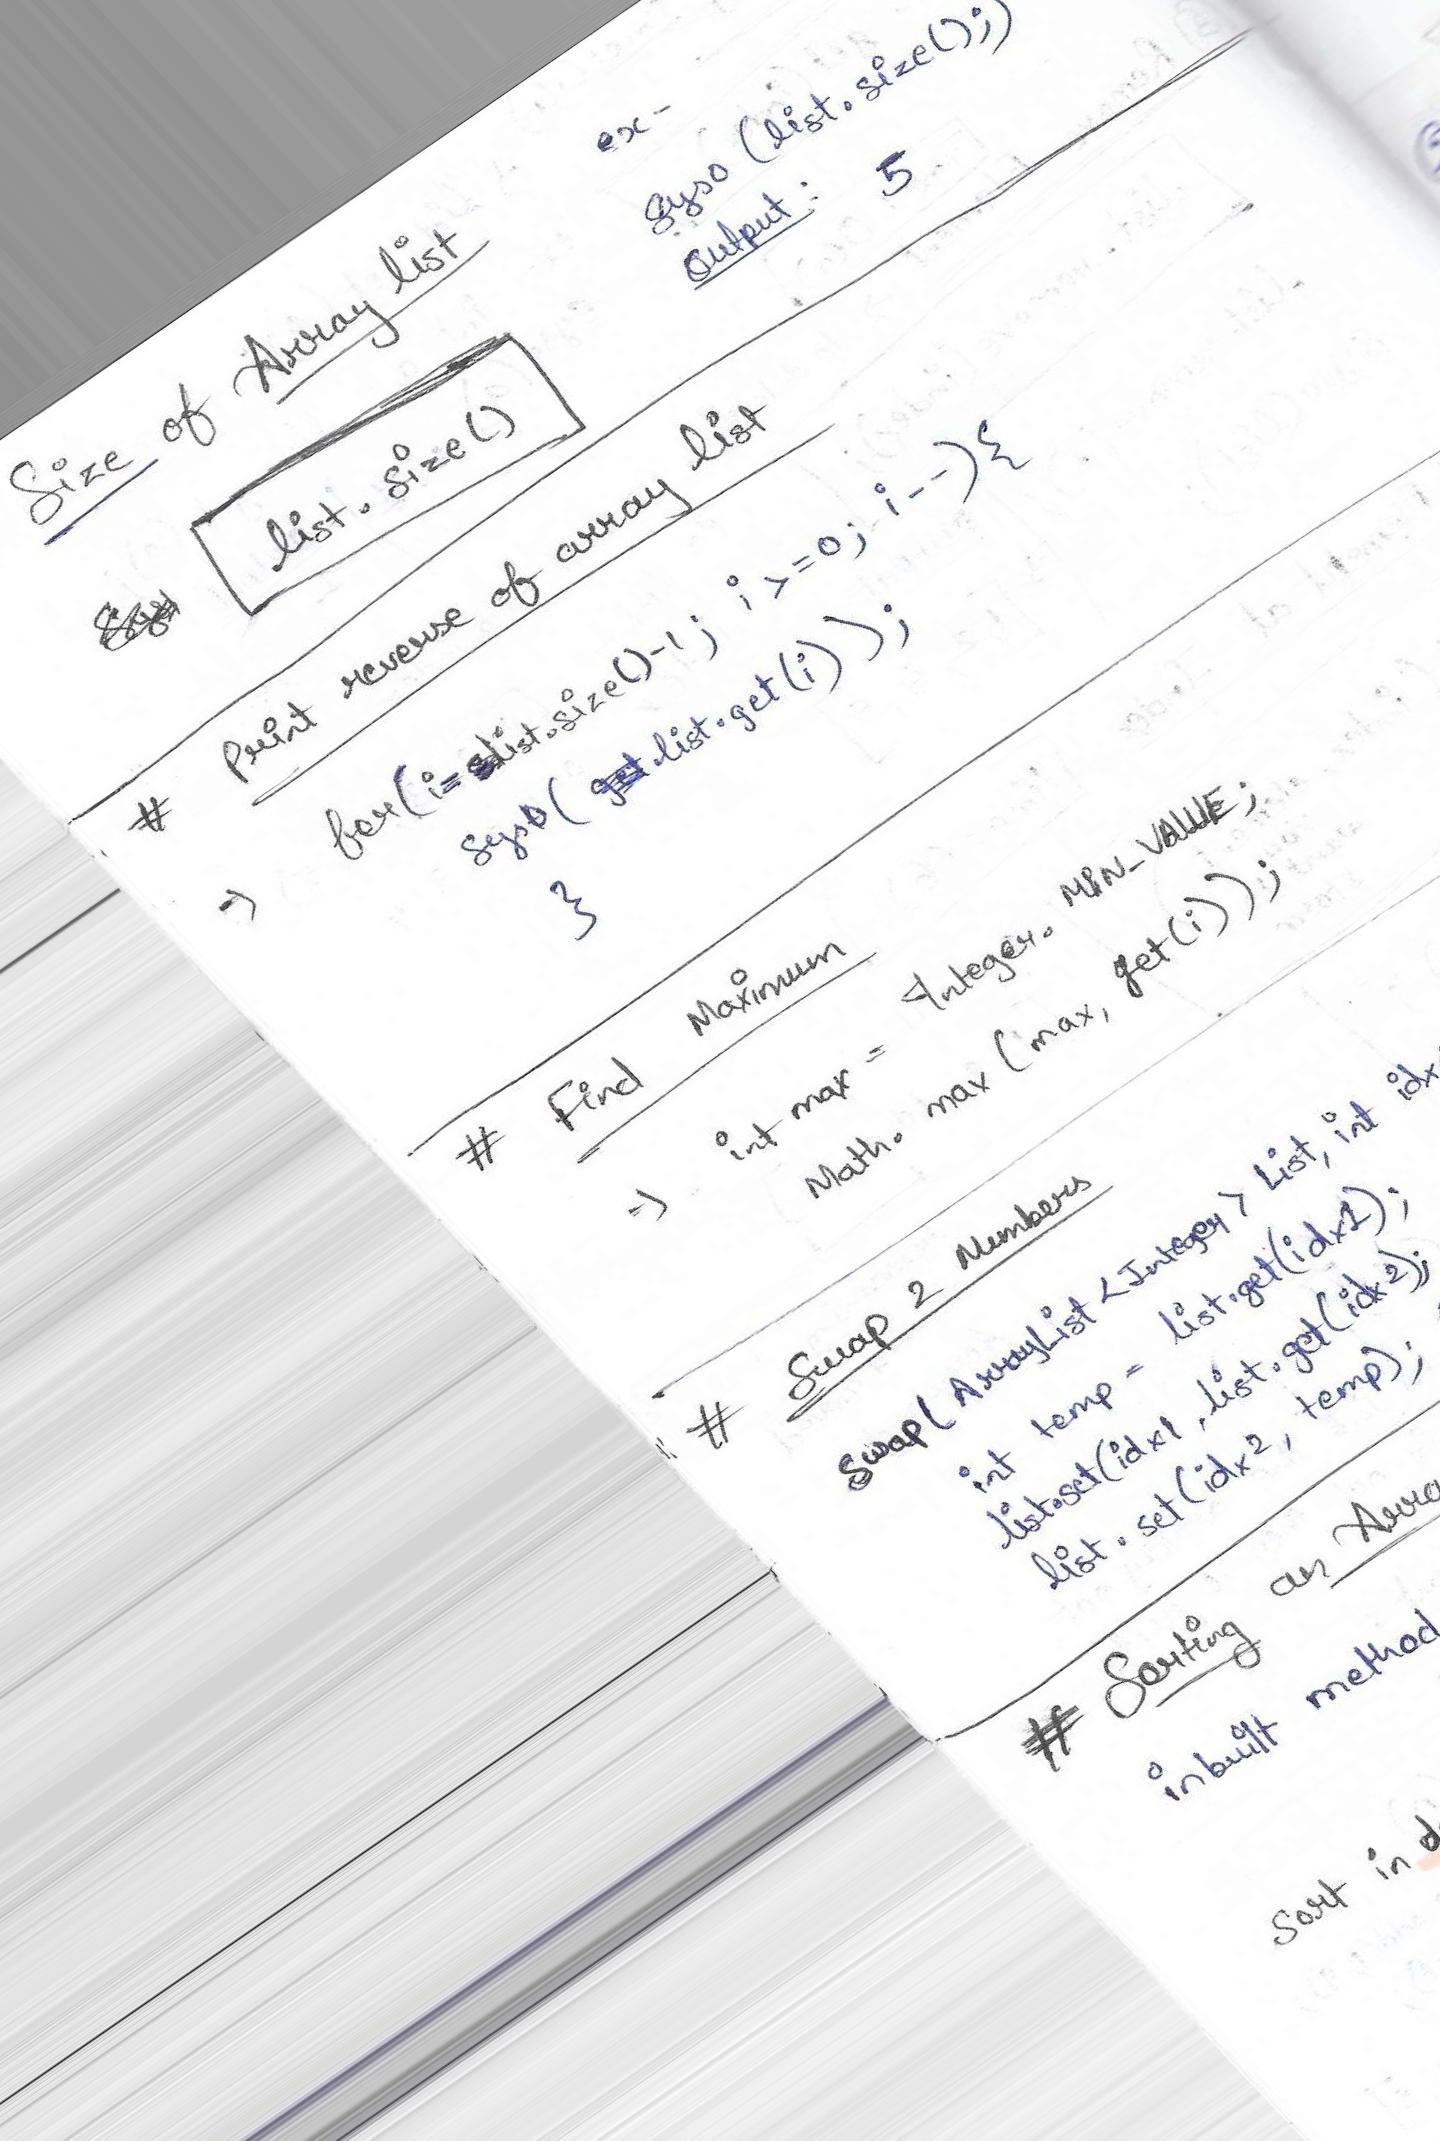 Size of Array list
ex-
list.size()
syso (list.size();)
Output: 5
# Print reverse of array list
-> for(i=list.size()-1; i>=0; i--){
syso(list.get(i));
}
# Find Maximum
-> int max = Integer.MIN_VALUE;
Math.max (max, get(i));
# Swap 2 Numbers
swap(ArrayList<Integer> List, int idx
int temp = list.get(idx1);
list.set(idx1, list.get(idx2);
list.set(idx2, temp);
# Sorting an Arra
inbuilt method
Sort in